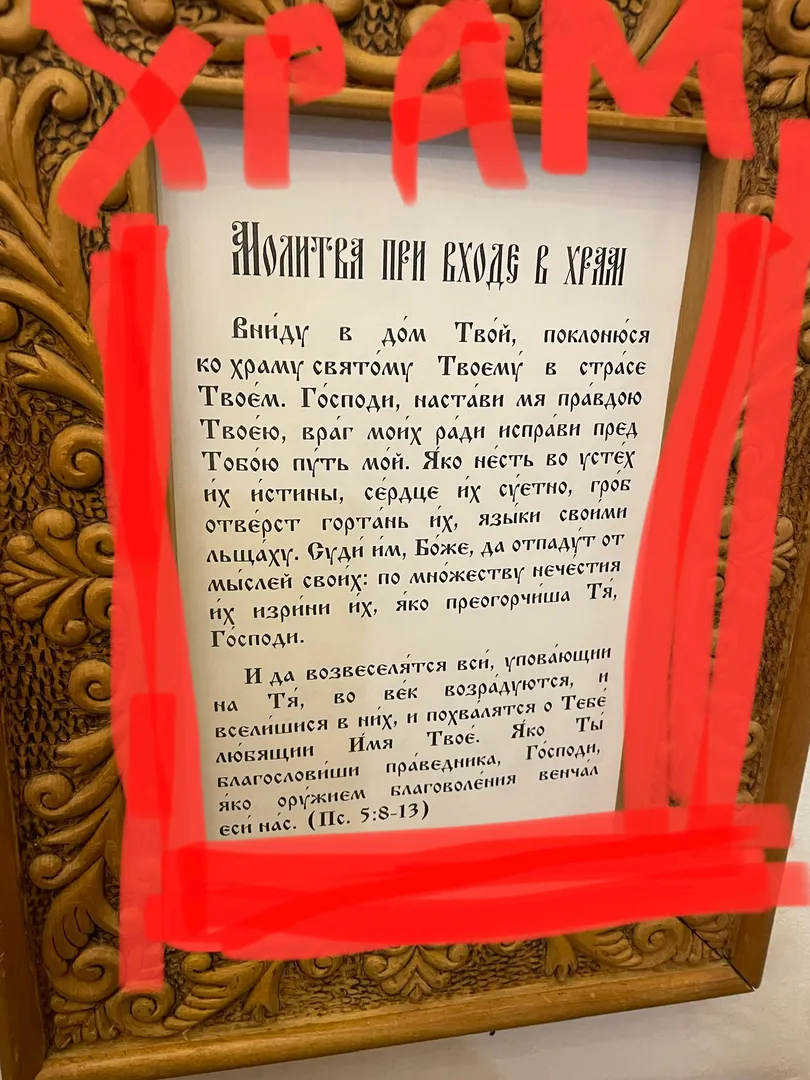 ХРАМ
Молитва при входе в храм
Вни́ду в до́м Тво́й, поклоню́ся
ко храму свято́му Твоему́ в стра́се
Твое́м. Го́споди, наста́ви мя пра́вдою
Твое́ю, вра́г мои́х ра́ди испра́ви пред
Тобо́ю пу́ть мо́й. Я́ко не́сть во усте́х
и́х и́стины, се́рдце и́х су́етно, гро́б
отве́рст горта́нь и́х, язы́ки свои́ми
льща́ху. Суди́ и́м, Бо́же, да отпаду́т от
мы́слей свои́х: по мно́жеству нече́стия
и́х изри́ни и́х, я́ко преогорчи́ша Тя́,
Го́споди.
И да возвеселя́тся вси́, упова́ющии
на Тя́, во ве́к возра́дуются, и
всели́шися в ни́х, и похва́лятся о Тебе́
лю́бящии И́мя Твое́. Я́ко Ты́
благослови́ши пра́ведника, Го́споди,
я́ко ору́жием благоволе́ния венча́л
еси́ на́с. (Пс. 5:8-13)